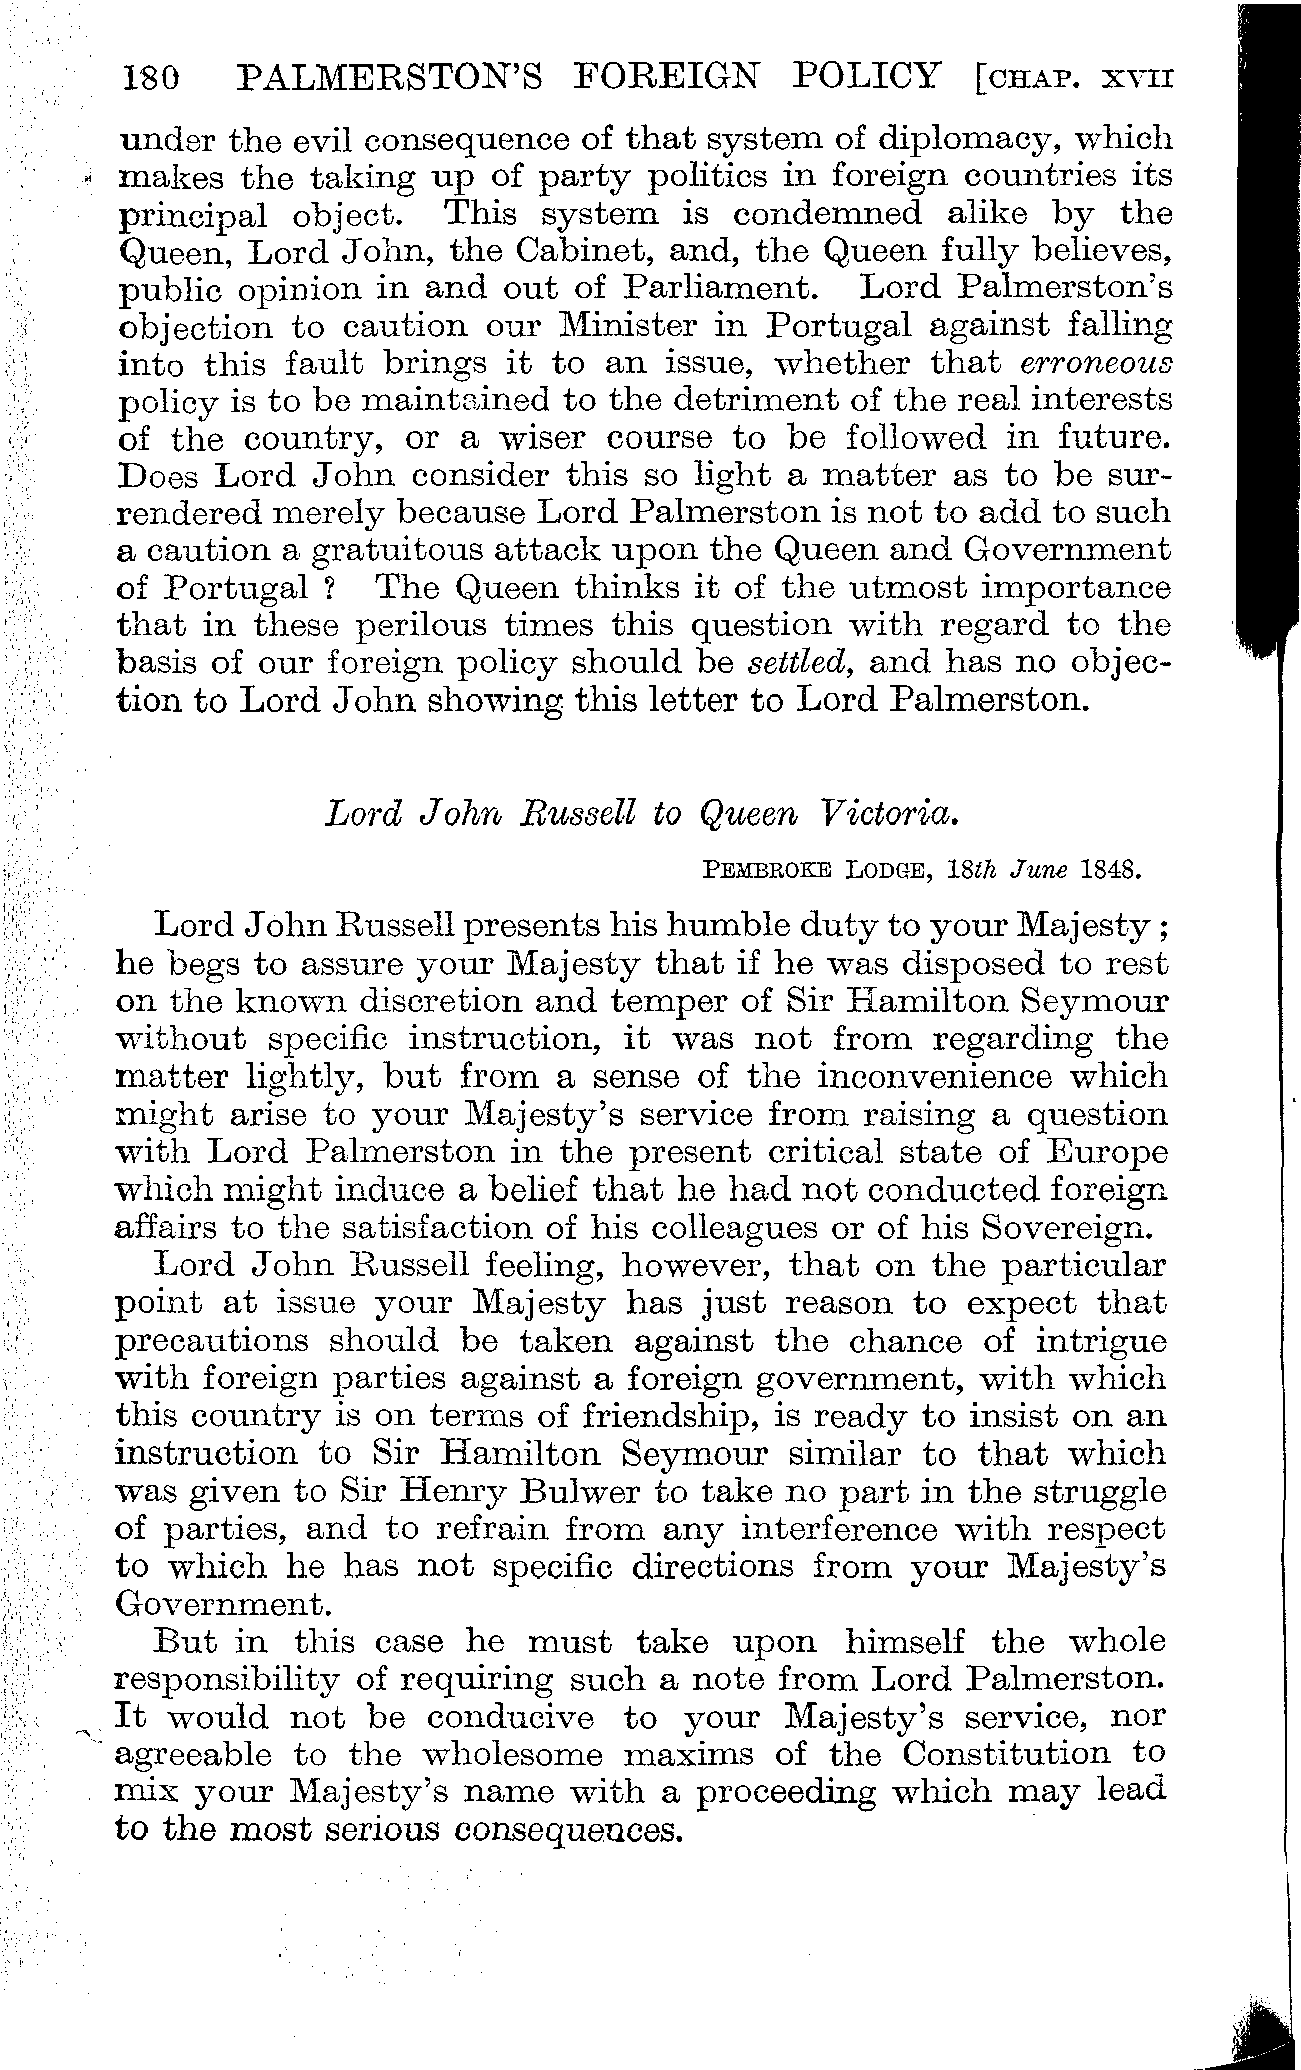 180 PALMERSTON'S FOREIGN POLICY [CHAP. XVII
under the evil consequence of that system of diplomacy, which
makes the taking up of party politics in foreign countries its
principal object. This system is condemned alike by the
Queen, Lord John, the Cabinet, and, the Queen fully believes,
public opinion in and out of Parliament. Lord Palmerston's
objection to caution our Minister in Portugal against falling
into this fault brings it to an issue, whether that erroneous
policy is to be maintained to the detriment of the real interests
of the country, or a wiser course to be followed in future.
Does Lord John consider this so light a matter as to be sur-
rendered merely because Lord Palmerston is not to add to such
a caution a gratuitous attack upon the Queen and Government
of Portugal ? The Queen thinks it of the utmost importance
that in these perilous times this question with regard to the
basis of our foreign policy should be settled, and has no objec-
tion to Lord John showing this letter to Lord Palmerston.
Lord John Russell to Queen Victoria.
PEMBROKE LODGE, 18th June 1848.
Lord John Russell presents his humble duty to your Majesty ;
he begs to assure your Majesty that if he was disposed to rest
on the known discretion and temper of Sir Hamilton Seymour
without specific instruction, it was not from regarding the
matter lightly, but from a sense of the inconvenience which
might arise to your Majesty's service from raising a question
with Lord Palmerston in the present critical state of Europe
which might induce a belief that he had not conducted foreign
affairs to the satisfaction of his colleagues or of his Sovereign.
Lord John Russell feeling, however, that on the particular
point at issue your Majesty has just reason to expect that
precautions should be taken against the chance of intrigue
with foreign parties against a foreign government, with which
this country is on terms of friendship, is ready to insist on an
instruction to Sir Hamilton Seymour similar to that which
was given to Sir Henry Bulwer to take no part in the struggle
of parties, and to refrain from any interference with respect
to which he has not specific directions from your Majesty's
Government.
But in this case he must take upon himself the whole
responsibility of requiring such a note from Lord Palmerston.
It would not be conducive to your Majesty's service, nor
agreeable to the wholesome maxims of the Constitution to
mix your Majesty's name with a proceeding which may lead
to the most serious consequences.